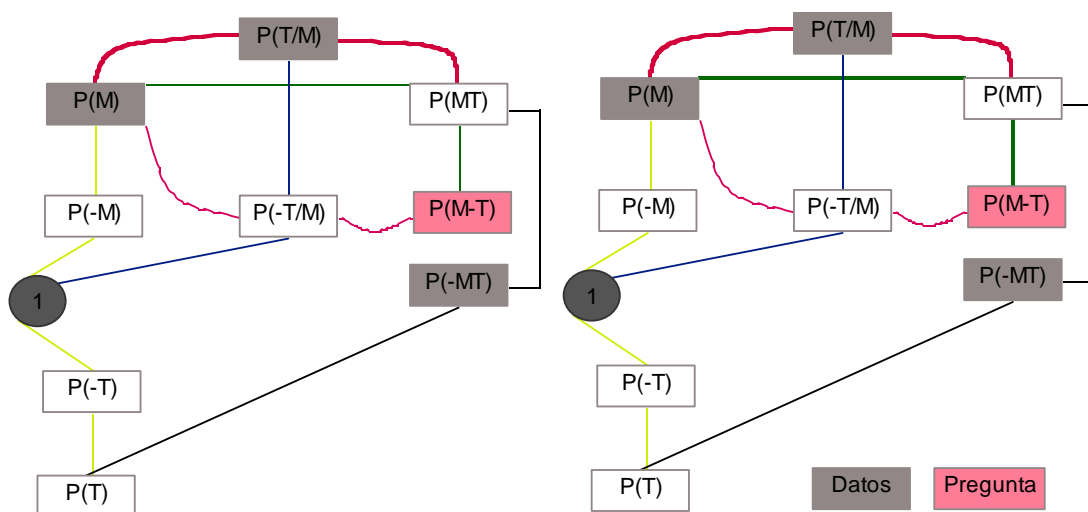 P(T/M)
P(M)
P(MT)
P(-M)
P(-T/M)
P(M-T)
1
P(-MT)
P(-T)
P(T)
P(T/M)
P(M)
P(MT)
P(-M)
P(-T/M)
P(M-T)
1
P(-MT)
P(-T)
P(T)
Datos
Pregunta